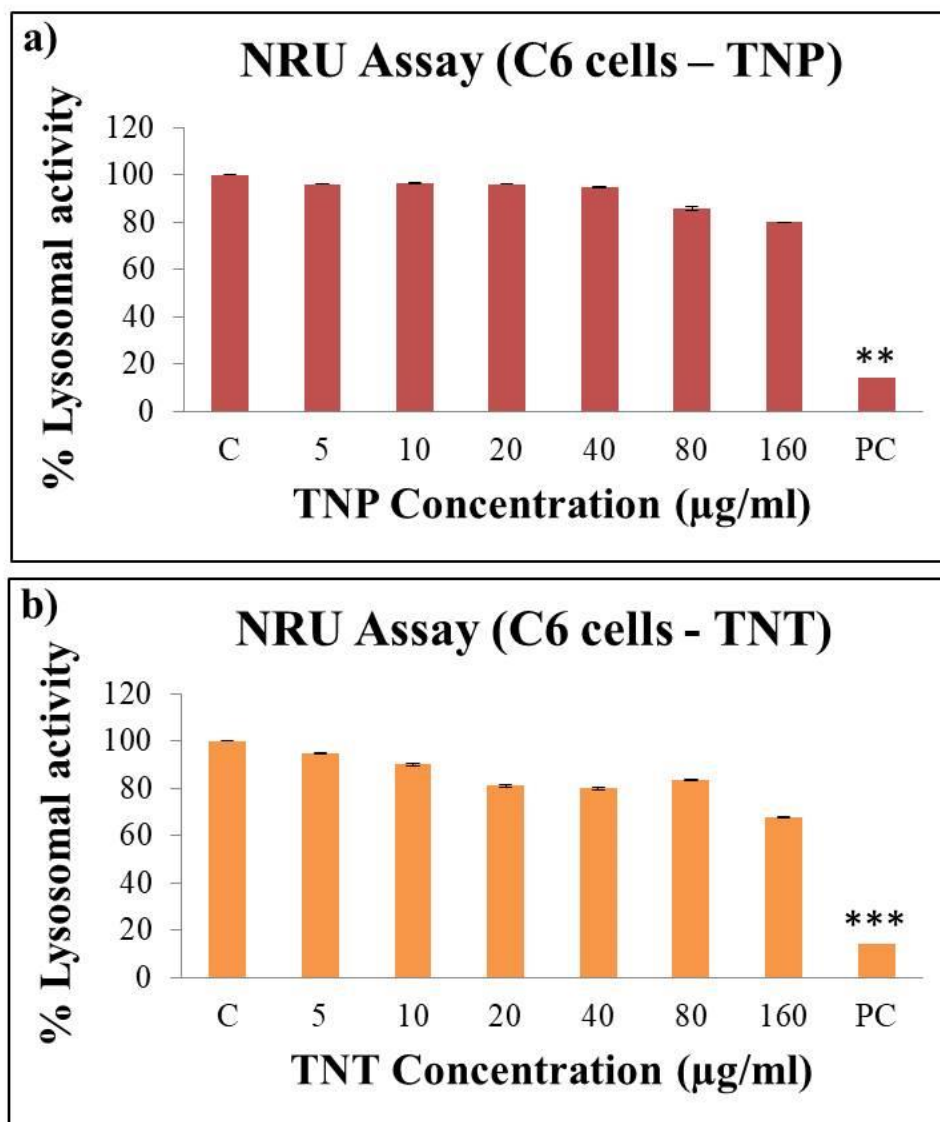 a)
NRU Assay (C6 cells – TNP)
% Lysosomal activity
120
100
80
60
40
20
0
**
C 5 10 20 40 80 160 PC
TNP Concentration (µg/ml)
b)
NRU Assay (C6 cells - TNT)
% Lysosomal activity
120
100
80
60
40
20
0
***
C 5 10 20 40 80 160 PC
TNT Concentration (µg/ml)